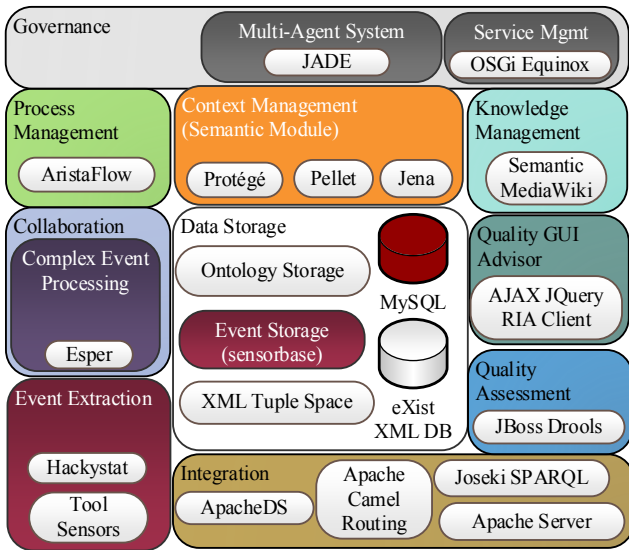 Governance
Multi-Agent System
JADE
Service Mgmt
OSGi Equinox
Process
Management
AristaFlow
Context Management
(Semantic Module)
Protégé
Pellet
Jena
Knowledge
Management
Semantic
MediaWiki
Collaboration
Complex Event
Processing
Esper
Data Storage
Ontology Storage
Event Storage
(sensorbase)
XML Tuple Space
MySQL
eXist
XML DB
Quality GUI
Advisor
AJAX JQuery
RIA Client
Quality
Assessment
JBoss Drools
Event Extraction
Hackystat
Tool
Sensors
Integration
ApacheDS
Apache
Camel
Routing
Joseki SPARQL
Apache Server